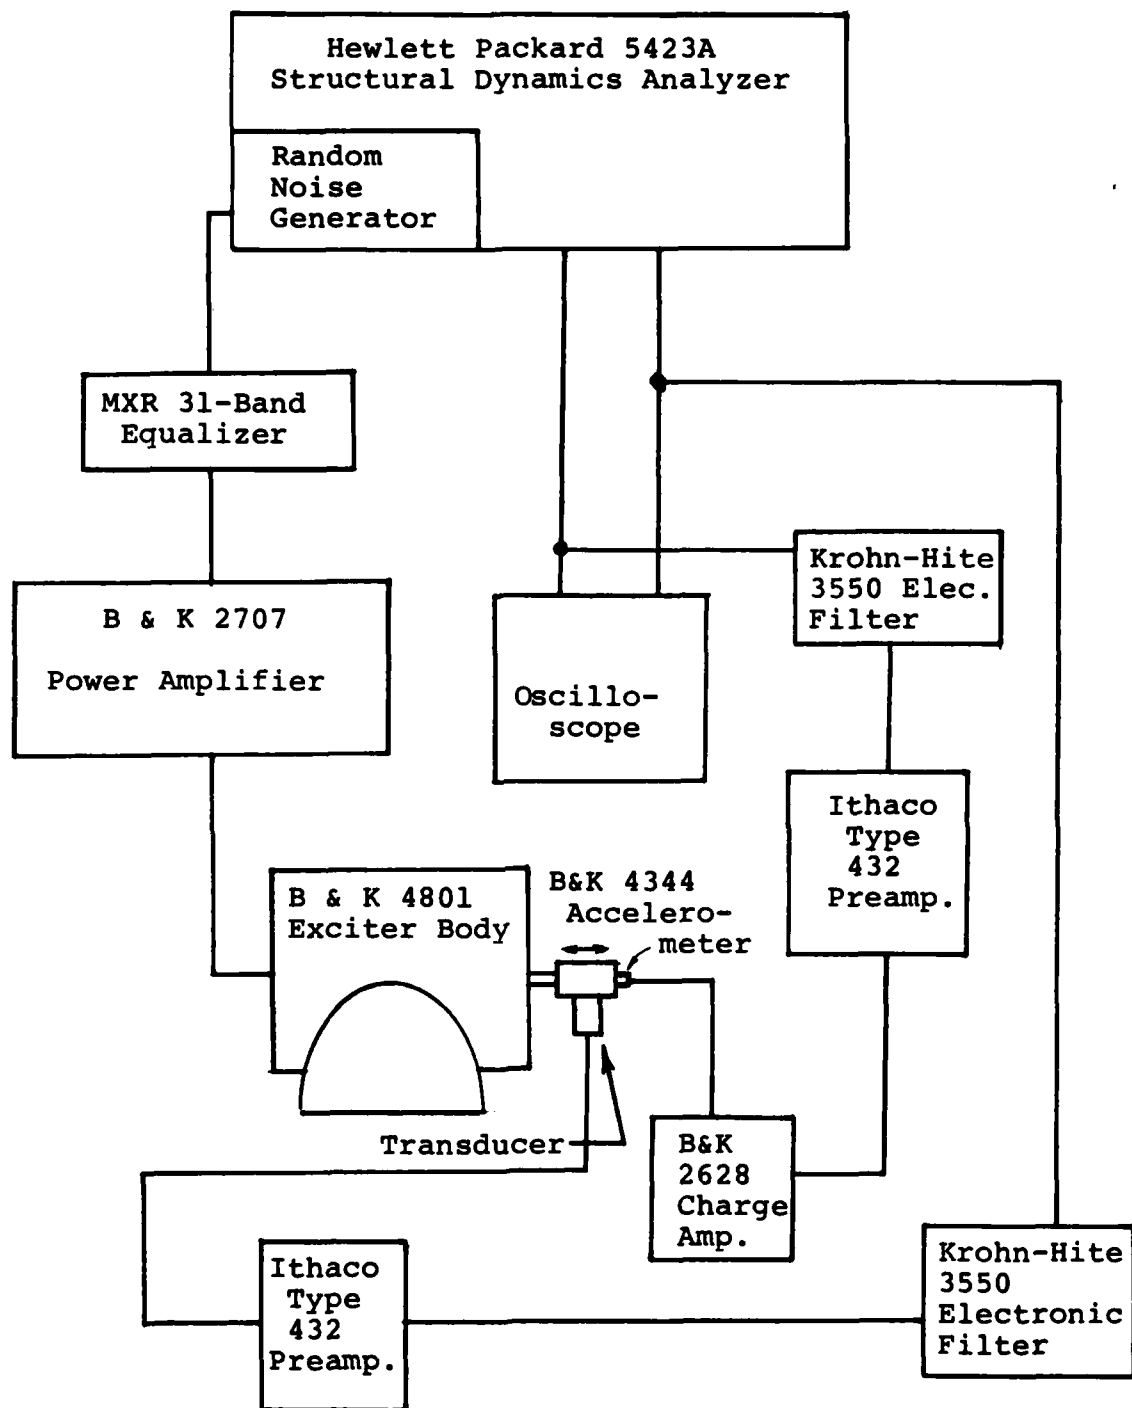 Hewlett Packard 5423A
Structural Dynamics Analyzer
Random
Noise
Generator
MXR 31-Band
Equalizer
Krohn-Hite
3550 Elec.
Filter
B & K 2707
Power Amplifier
Oscillo-
scope
Ithaco
Type
432
Preamp.
B & K 4801
Exciter Body
B&K 4344
Accelero-
meter
Transducer
B&K
2628
Charge
Amp.
Ithaco
Type
432
Preamp.
Krohn-Hite
3550
Electronic
Filter